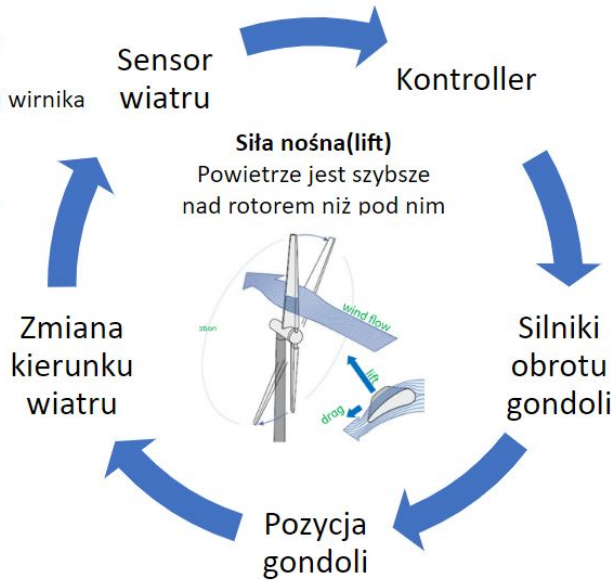 Sensor
wiatru
wirnika
Kontroller
Siła nośna(lift)
Powietrze jest szybsze
nad rotorem niż pod nim
wind flow
lift
drag
Zmiana
kierunku
wiatru
Silniki
obrotu
gondoli
Pozycja
gondoli